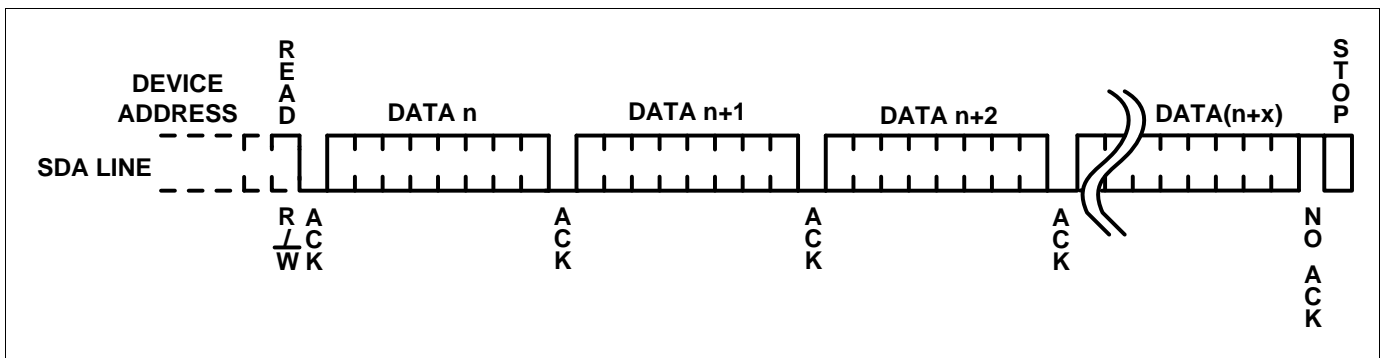 READ
STOP
DEVICE
ADDRESS
DATA n
DATA n+1
DATA n+2
DATA(n+x)
SDA LINE
R/W
ACK
ACK
ACK
ACK
NO ACK